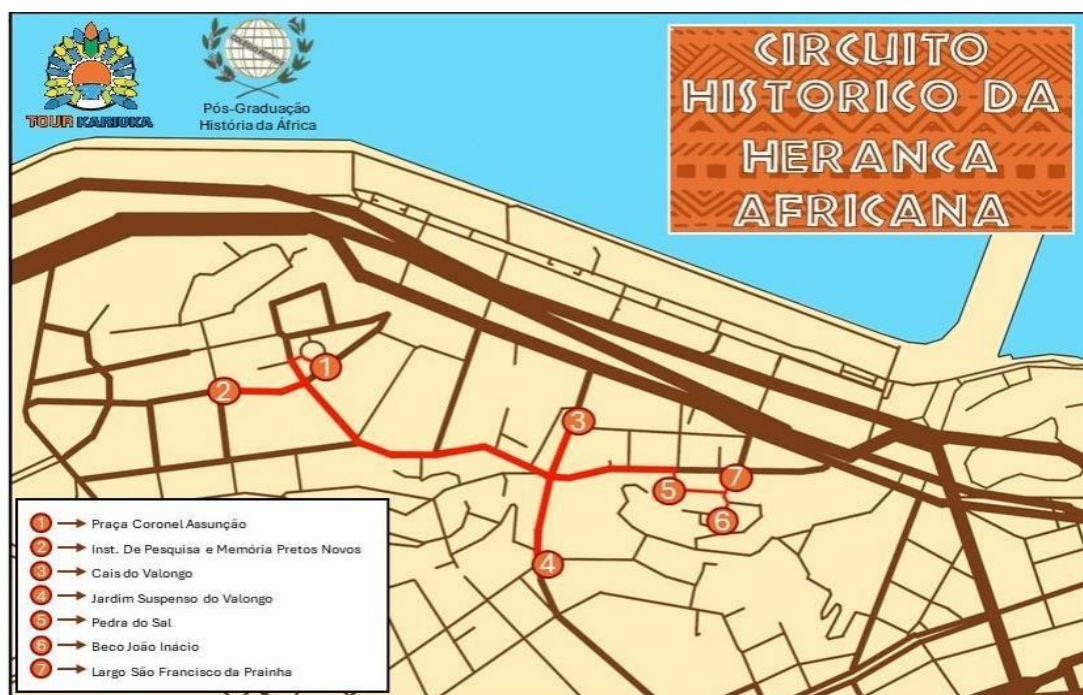 CIRCUITO
HISTORICO DA
HERANCA
AFRICANA
TOUR KARIOKA
Pós-Graduação
História da África
1
2
3
7
5
6
4
1 Praça Coronel Assunção
2 Inst. De Pesquisa e Memória Pretos Novos
3 Cais do Valongo
4 Jardim Suspenso do Valongo
5 Pedra do Sal
6 Beco João Inácio
7 Largo São Francisco da Prainha